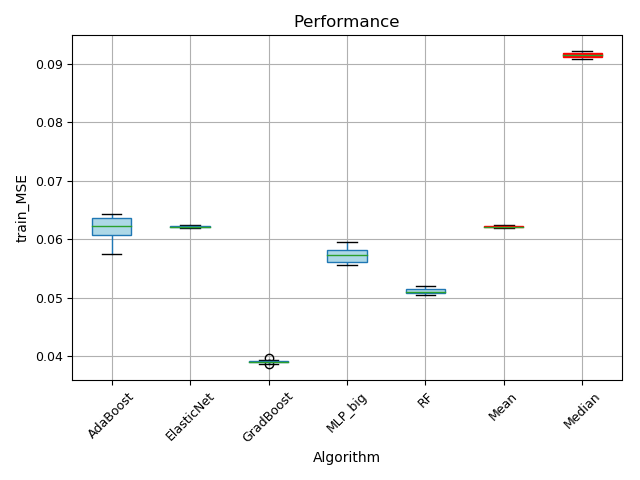 Performance
0.09
0.08
0.07
0.06
0.05
0.04
train_MSE
AdaBoost
ElasticNet
GradBoost
MLP_big
RF
Mean
Median
Algorithm